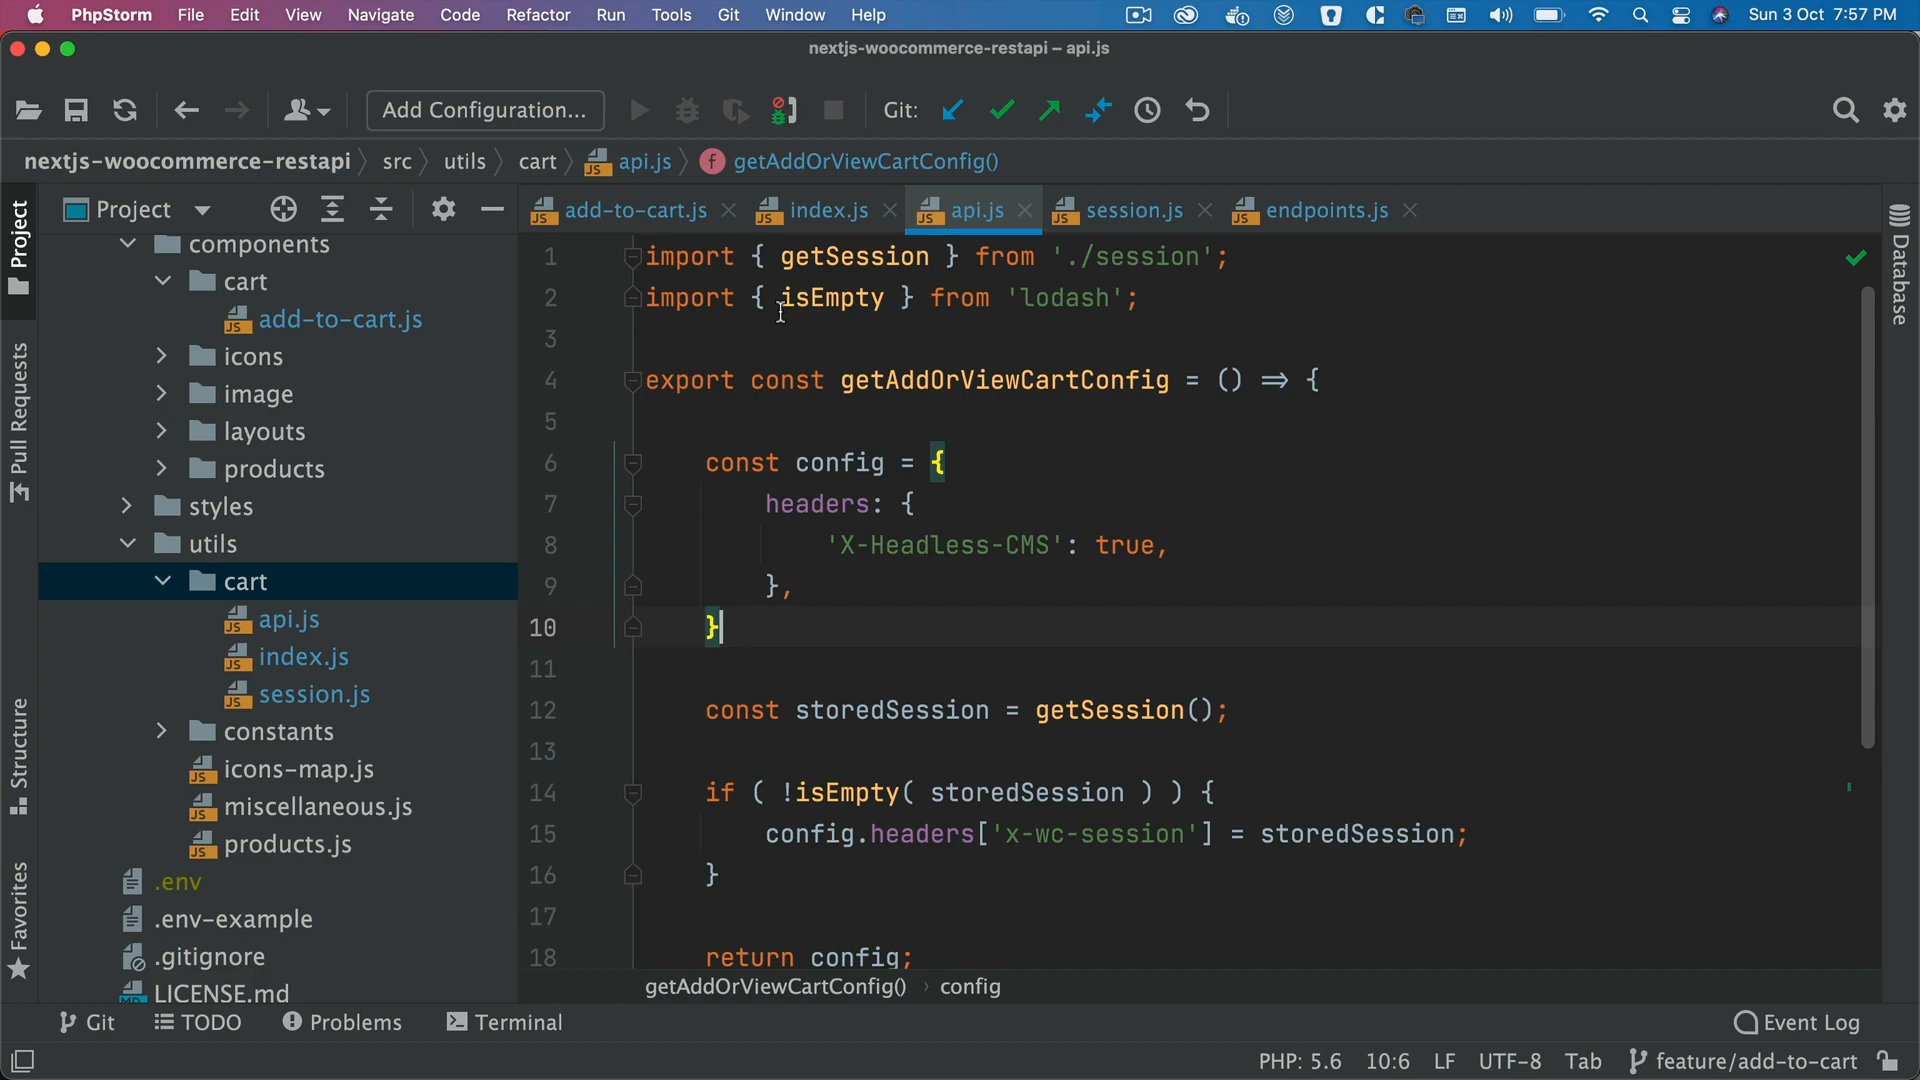 PhpStorm File Edit View Navigate Code Refactor Run Tools Git Window Help Sun 3 Oct 7:57 PM
nextjs-woocommerce-restapi – api.js
Add Configuration... Git:
nextjs-woocommerce-restapi src utils cart api.js f getAddOrViewCartConfig()
Project
add-to-cart.js index.js api.js session.js endpoints.js
Project
Pull Requests
Structure
Favorites
Database
components
cart
add-to-cart.js
icons
image
layouts
products
styles
utils
cart
api.js
index.js
session.js
constants
icons-map.js
miscellaneous.js
products.js
.env
.env-example
.gitignore
LICENSE.md
1 import { getSession } from './session';
2 import { isEmpty } from 'lodash';
3
4 export const getAddOrViewCartConfig = () => {
5
6 const config = {
7 headers: {
8 'X-Headless-CMS': true,
9 },
10 }
11
12 const storedSession = getSession();
13
14 if ( !isEmpty( storedSession ) ) {
15 config.headers['x-wc-session'] = storedSession;
16 }
17
18 return config;
getAddOrViewCartConfig() › config
Git TODO Problems Terminal Event Log
PHP: 5.6 10:6 LF UTF-8 Tab feature/add-to-cart